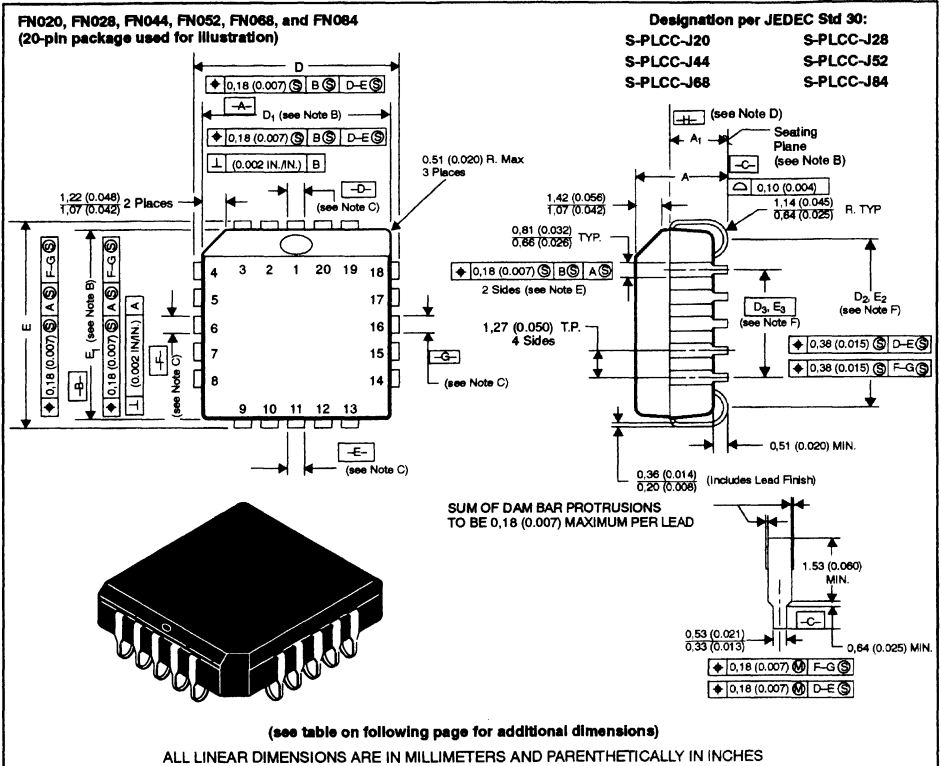 FN020, FN028, FN044, FN052, FN068, and FN084
(20-pin package used for illustration)
Designation per JEDEC Std 30:
S-PLCC-J20 S-PLCC-J28
S-PLCC-J44 S-PLCC-J52
S-PLCC-J68 S-PLCC-J84
D
⌖ 0,18 (0.007) Ⓢ B Ⓢ D–E Ⓢ
-A-
D₁ (see Note B)
⌖ 0,18 (0.007) Ⓢ B Ⓢ D–E Ⓢ
⊥ (0.002 IN./IN.) B
-D-
(see Note C)
0.51 (0.020) R. Max
3 Places
1,22 (0.048)
1,07 (0.042)
2 Places
4 3 2 1 20 19 18
5 17
6 16
7 15
8 14
9 10 11 12 13
E
⌖ 0,18 (0.007) Ⓢ A Ⓢ F–G Ⓢ
-B-
E₁ (see Note B)
⌖ 0,18 (0.007) Ⓢ A Ⓢ F–G Ⓢ
⊥ (0.002 IN/IN.) A
-F-
(see Note C)
-G-
(see Note C)
-E-
(see Note C)
-H- (see Note D)
A₁
Seating
Plane
(see Note B)
-C-
A
⌓ 0,10 (0.004)
1,42 (0.056)
1,07 (0.042)
1,14 (0.045)
0,64 (0.025)
R. TYP
0,81 (0.032)
0,66 (0.026)
TYP.
⌖ 0,18 (0.007) Ⓢ B Ⓢ A Ⓢ
2 Sides (see Note E)
D₃, E₃
(see Note F)
D₂, E₂
(see Note F)
1,27 (0.050) T.P.
4 Sides
⌖ 0,38 (0.015) Ⓢ D–E Ⓢ
⌖ 0,38 (0.015) Ⓢ F–G Ⓢ
0,51 (0.020) MIN.
0,36 (0.014)
0,20 (0.008)
(Includes Lead Finish)
SUM OF DAM BAR PROTRUSIONS
TO BE 0,18 (0.007) MAXIMUM PER LEAD
1.53 (0.060)
MIN.
-C-
0,53 (0.021)
0,33 (0.013)
0,64 (0.025) MIN.
⌖ 0,18 (0.007) Ⓜ F–G Ⓢ
⌖ 0,18 (0.007) Ⓜ D–E Ⓢ
(see table on following page for additional dimensions)
ALL LINEAR DIMENSIONS ARE IN MILLIMETERS AND PARENTHETICALLY IN INCHES